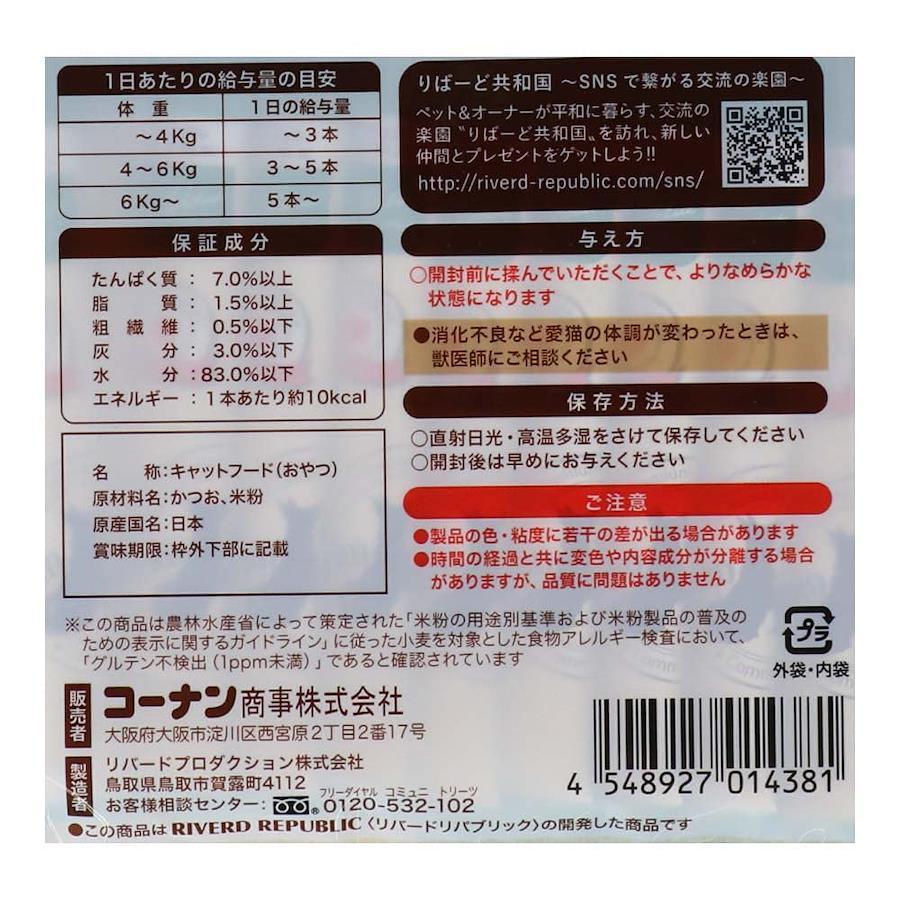 1日あたりの給与量の目安
体 重 1日の給与量
～4Kg ～3本
4～6Kg 3～5本
6Kg～ 5本～
保証成分
たんぱく質 : 7.0%以上
脂 質 : 1.5%以上
粗 繊 維 : 0.5%以下
灰 分 : 3.0%以下
水 分 : 83.0%以下
エネルギー : 1本あたり約10kcal
名 称:キャットフード(おやつ)
原材料名:かつお、米粉
原産国名:日本
賞味期限:枠外下部に記載
りばーど共和国 ～SNSで繋がる交流の楽園～
ペット&オーナーが平和に暮らす、交流の
楽園〝りばーど共和国〟を訪れ、新しい
仲間とプレゼントをゲットしよう!!
http://riverd-republic.com/sns/
与え方
○開封前に揉んでいただくことで、よりなめらかな
状態になります
●消化不良など愛猫の体調が変わったときは、
獣医師にご相談ください
保存方法
○直射日光・高温多湿をさけて保存してください
○開封後は早めにお与えください
ご注意
●製品の色・粘度に若干の差が出る場合があります
●時間の経過と共に変色や内容成分が分離する場合
がありますが、品質に問題はありません
※この商品は農林水産省によって策定された「米粉の用途別基準および米粉製品の普及の
ための表示に関するガイドライン」に従った小麦を対象とした食物アレルギー検査において、
「グルテン不検出(1ppm未満)」であると確認されています
プラ
外袋・内袋
販売者 コーナン商事株式会社
大阪府大阪市淀川区西宮原2丁目2番17号
製造者 リバードプロダクション株式会社
鳥取県鳥取市賀露町4112
フリーダイヤル コミュニ トリーツ
お客様相談センター: 0120-532-102
●この商品は RIVERD REPUBLIC〈リバードリパブリック〉の開発した商品です
4 548927 014381